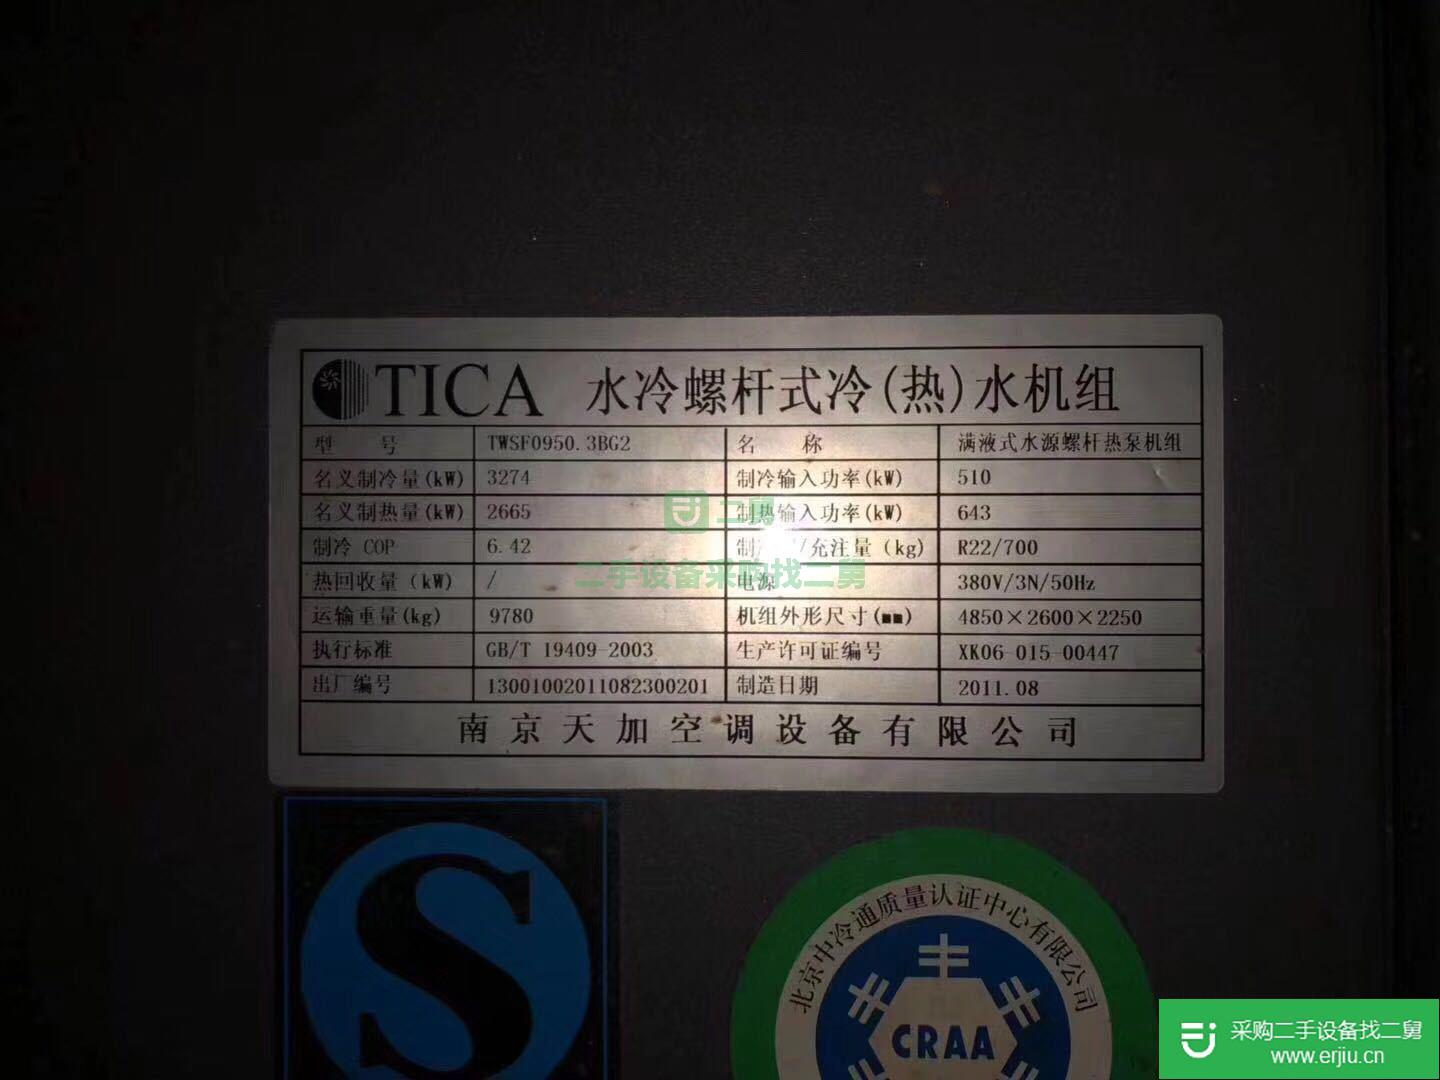 TICA 水冷螺杆式冷(热)水机组
型 号 TWSF0950.3BG2 名 称 满液式水源螺杆热泵机组
名义制冷量(kW) 3274 制冷输入功率(kW) 510
名义制热量(kW) 2665 制热输入功率(kW) 643
制冷 COP 6.42 制 /充注量(kg) R22/700
热回收量(kW) / 电源 380V/3N/50Hz
运输重量(kg) 9780 机组外形尺寸(mm) 4850×2600×2250
执行标准 GB/T 19409-2003 生产许可证编号 XK06-015-00447
出厂编号 13001002011082300201 制造日期 2011.08
南京天加空调设备有限公司
二舅
二手设备采购找二舅
S
北京中冷通质量认证中心有限公司
CRAA
采购二手设备找二舅
www.erjiu.cn